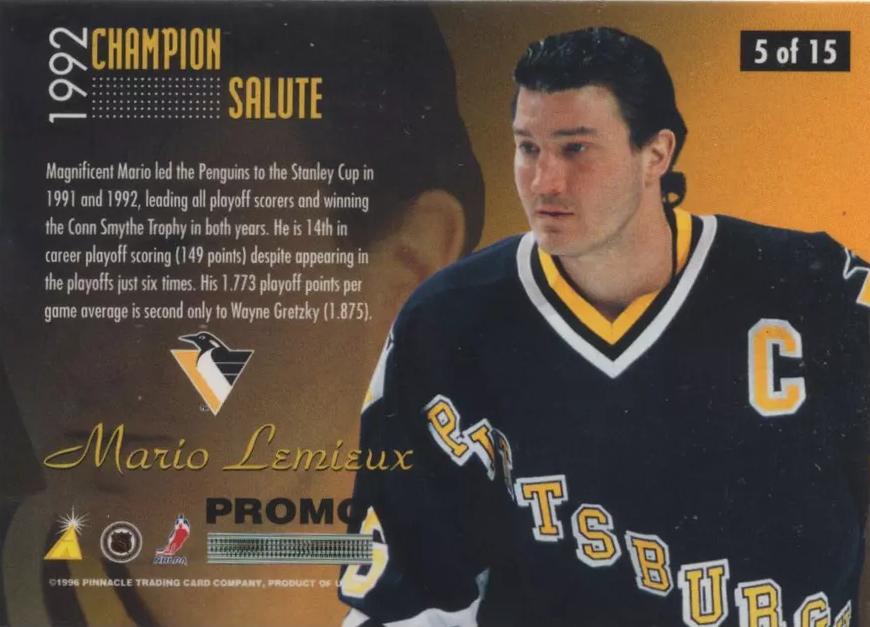 1992
CHAMPION
SALUTE
5 of 15
Magnificent Mario led the Penguins to the Stanley Cup in
1991 and 1992, leading all playoff scorers and winning
the Conn Smythe Trophy in both years. He is 14th in
career playoff scoring (149 points) despite appearing in
the playoffs just six times. His 1.773 playoff points per
game average is second only to Wayne Gretzky (1.875).
C
PITTSBURG
Mario Lemieux
PROMO
NHLPA
©1996 PINNACLE TRADING CARD COMPANY, PRODUCT OF U